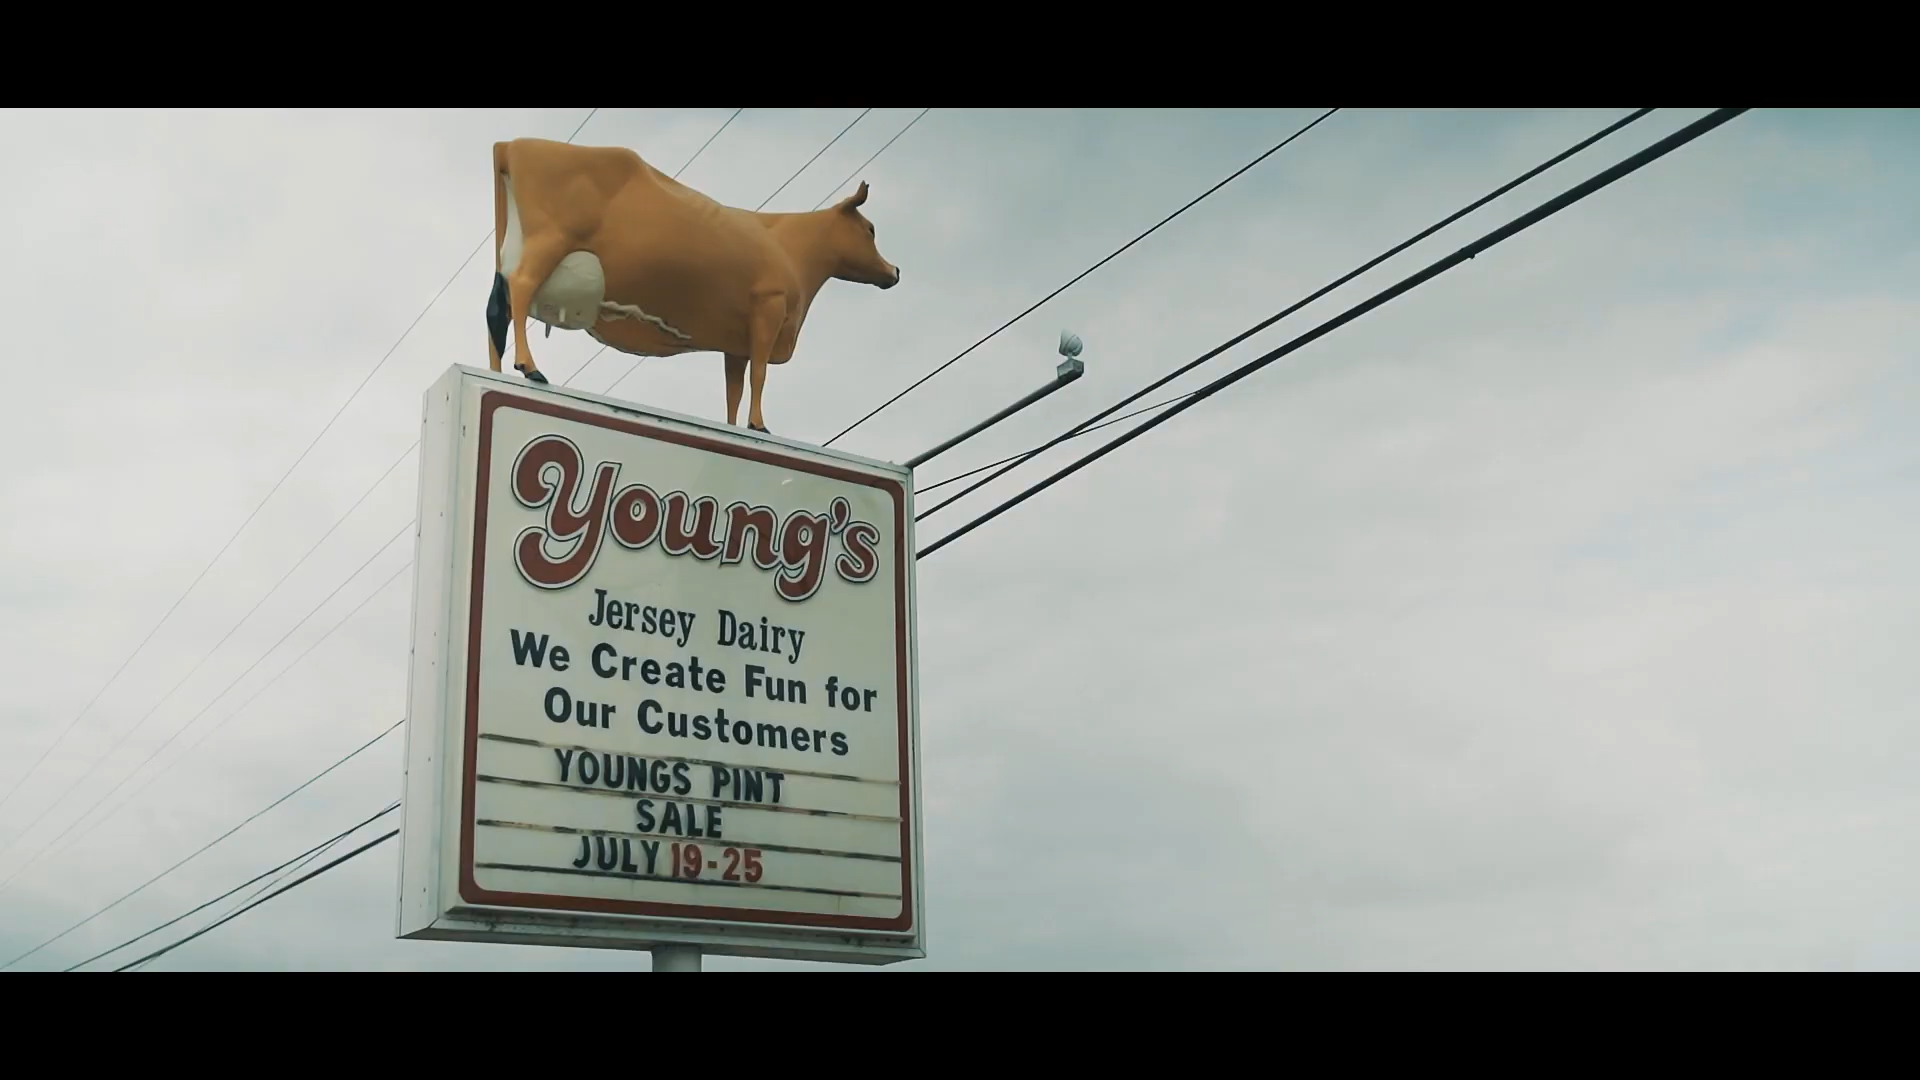 Young's
Jersey Dairy
We Create Fun for
Our Customers
YOUNGS PINT
SALE
JULY 19-25